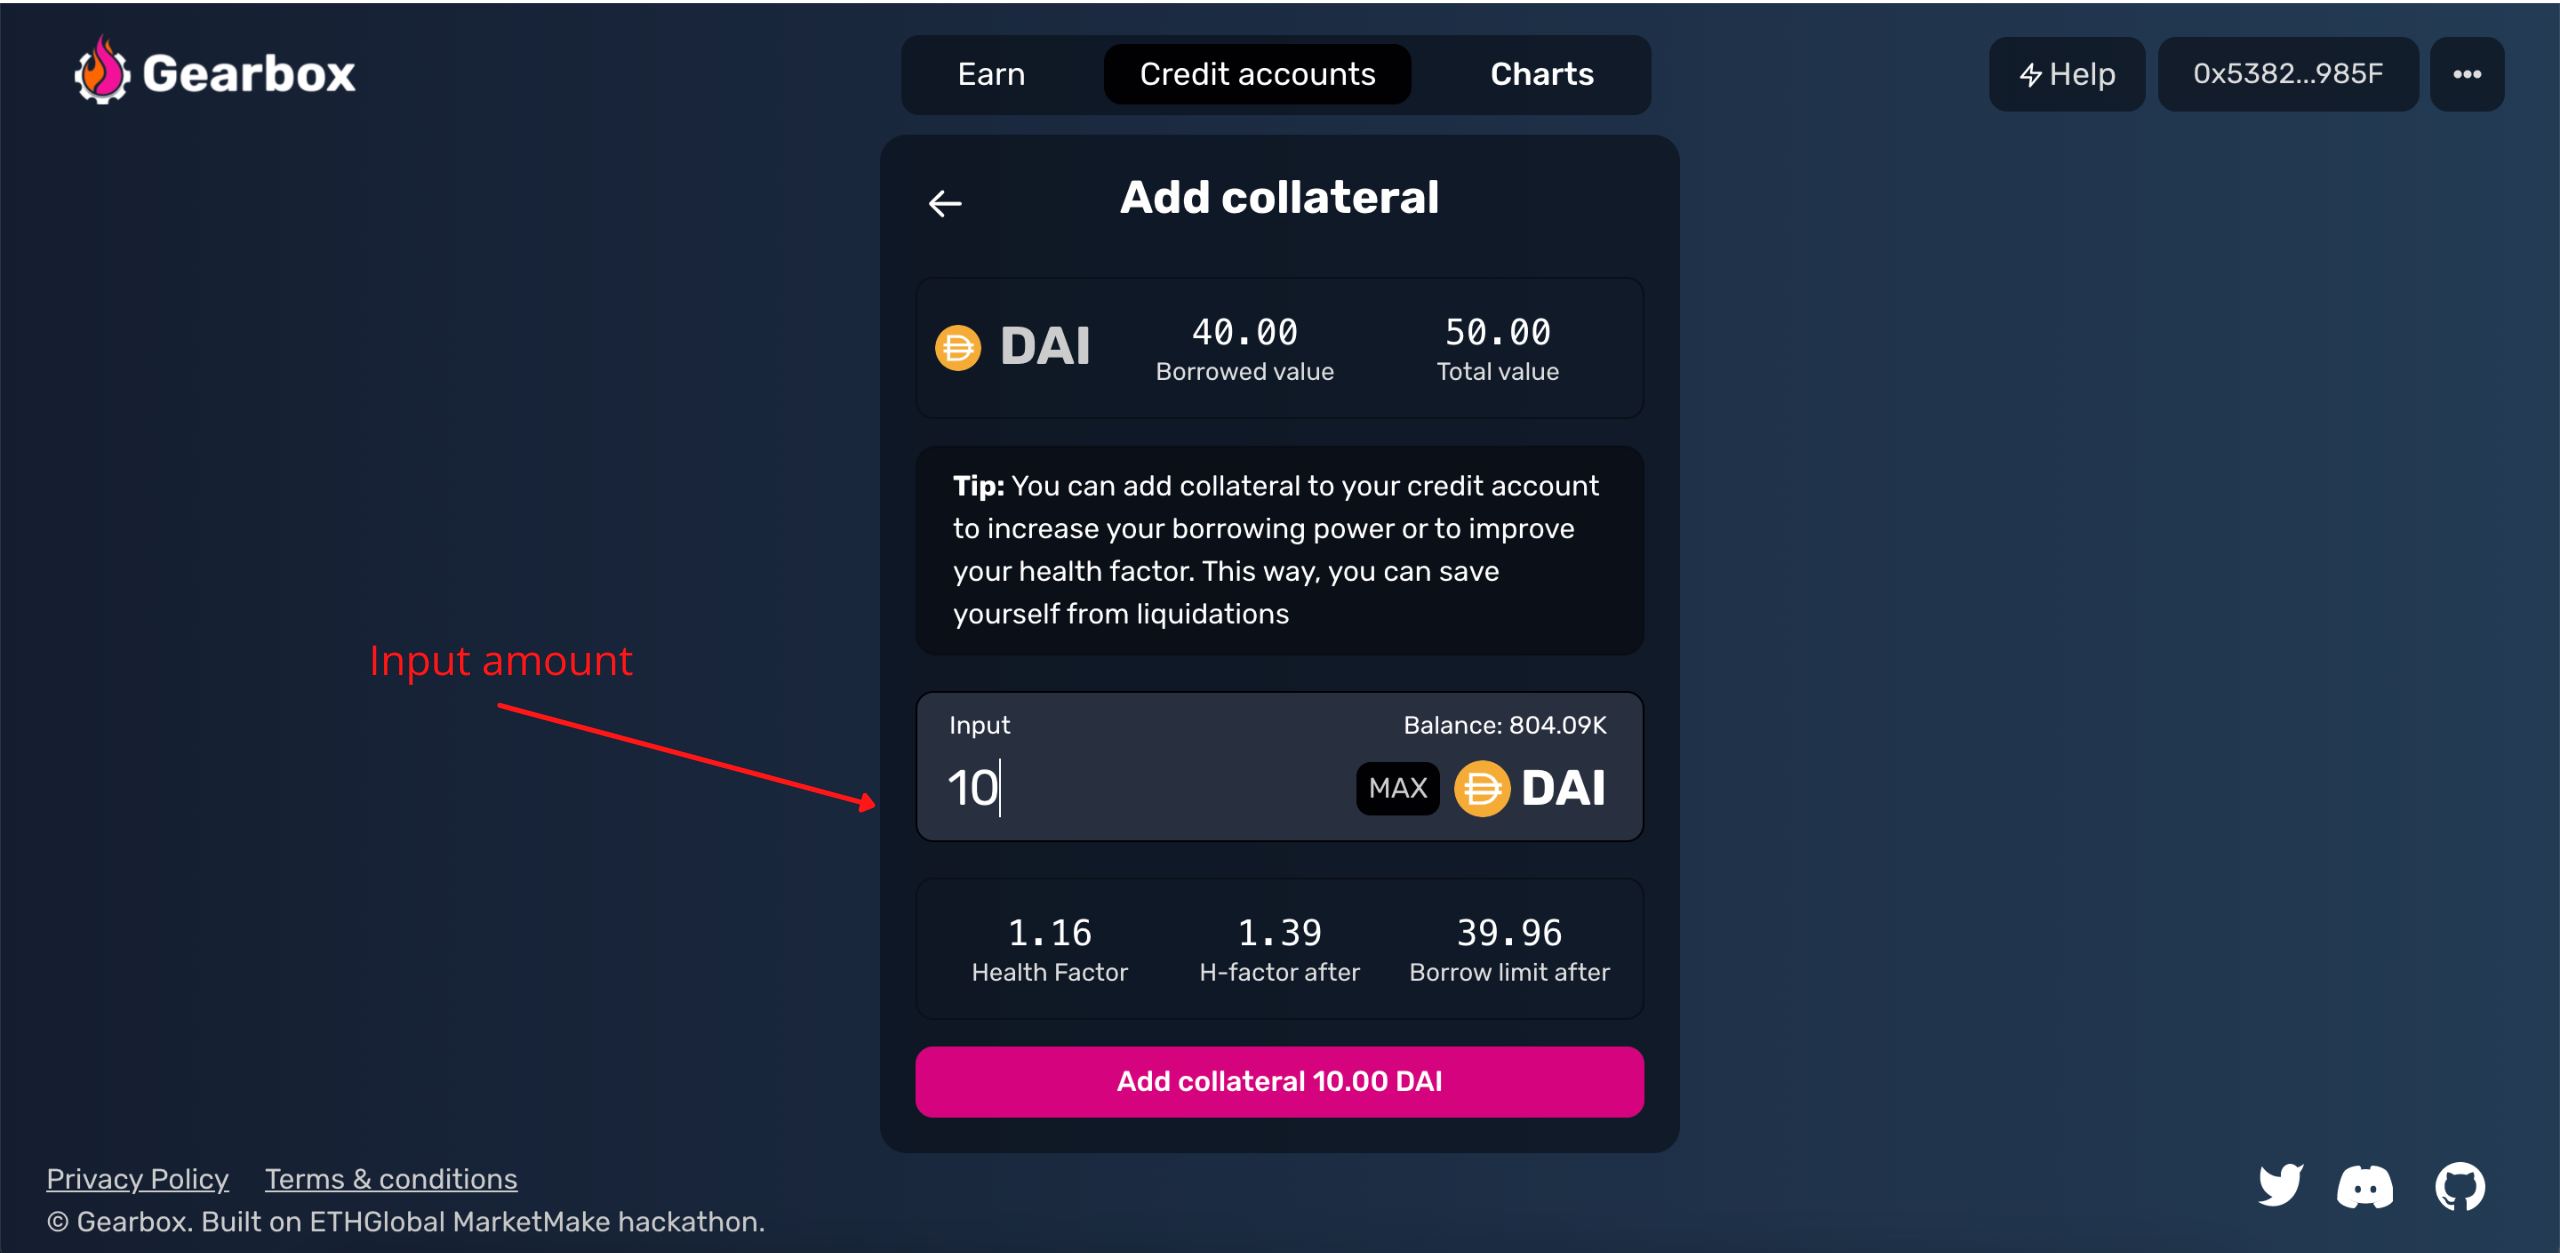 Gearbox
Earn Credit accounts Charts
Help 0x5382...985F
Add collateral
DAI
40.00 50.00
Borrowed value Total value
Tip: You can add collateral to your credit account
to increase your borrowing power or to improve
your health factor. This way, you can save
yourself from liquidations
Input amount
Input Balance: 804.09K
10 MAX DAI
1.16 1.39 39.96
Health Factor H-factor after Borrow limit after
Add collateral 10.00 DAI
Privacy Policy Terms & conditions
© Gearbox. Built on ETHGlobal MarketMake hackathon.